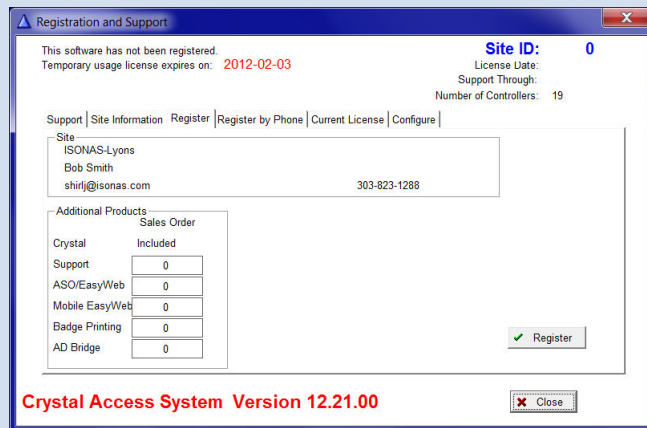 Registration and Support
This software has not been registered.
Temporary usage license expires on: 2012-02-03
Site ID: 0
License Date:
Support Through:
Number of Controllers: 19
Support Site Information Register Register by Phone Current License Configure
Site
ISONAS-Lyons
Bob Smith
shirlj@isonas.com 303-823-1288
Additional Products
Sales Order
Crystal Included
Support 0
ASO/EasyWeb 0
Mobile EasyWeb 0
Badge Printing 0
AD Bridge 0
Register
Crystal Access System Version 12.21.00
Close